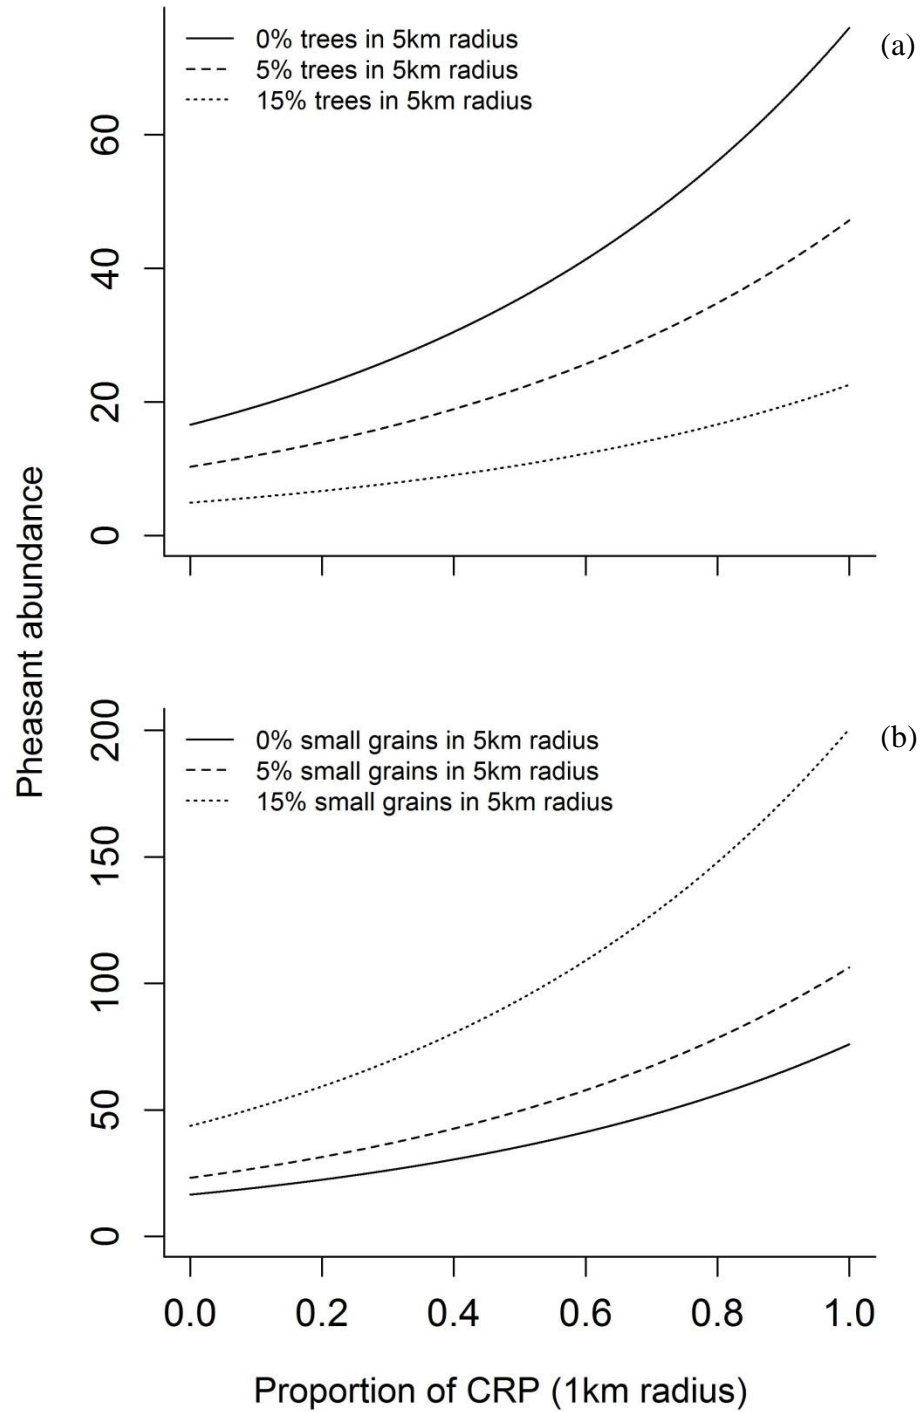 0% trees in 5km radius
5% trees in 5km radius
15% trees in 5km radius
(a)
60
40
20
0
Pheasant abundance
0% small grains in 5km radius
5% small grains in 5km radius
15% small grains in 5km radius
(b)
200
150
100
50
0
0.0 0.2 0.4 0.6 0.8 1.0
Proportion of CRP (1km radius)